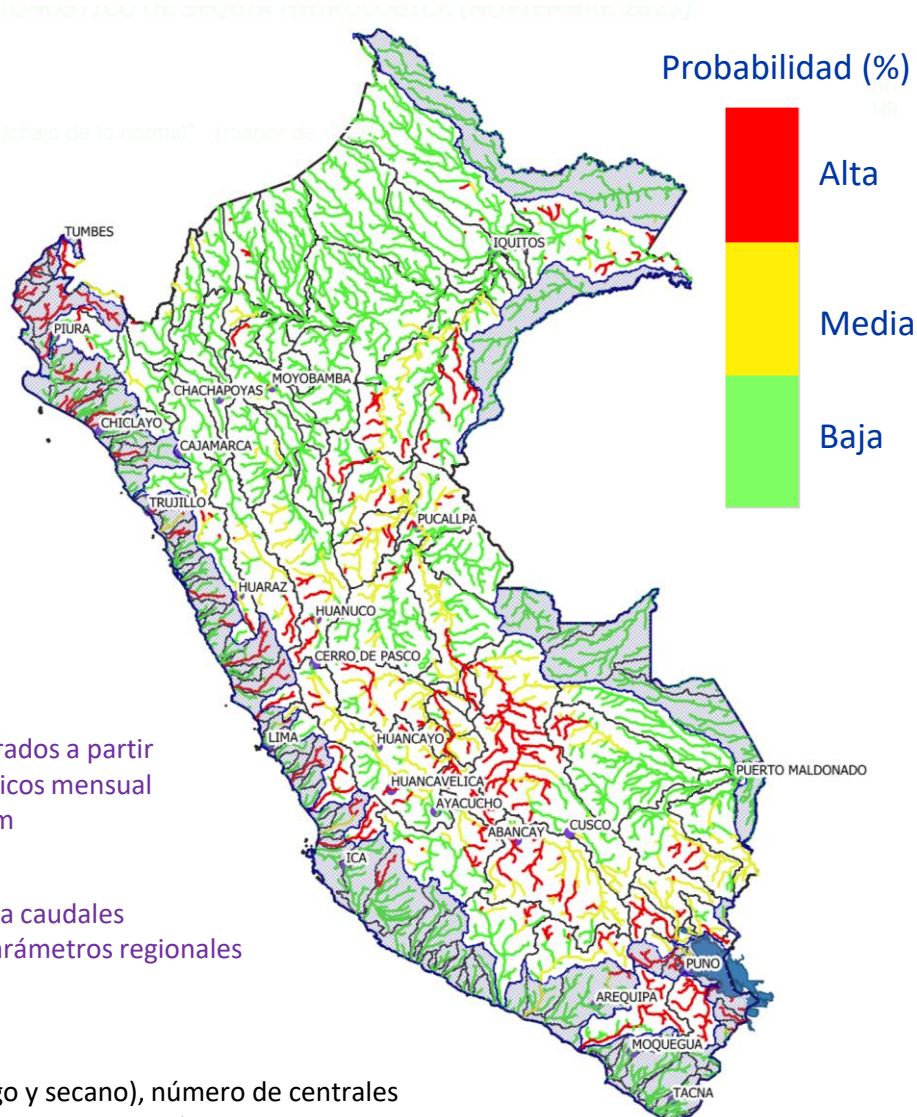 Probabilidad (%)
Alta
Media
Baja
TUMBES
IQUITOS
PIURA
MOYOBAMBA
CHACHAPOYAS
CHICLAYO
CAJAMARCA
TRUJILLO
PUCALLPA
HUARAZ
HUANUCO
CERRO DE PASCO
LIMA
HUANCAYO
PUERTO MALDONADO
HUANCAVELICA
AYACUCHO
ABANCAY
CUSCO
ICA
PUNO
AREQUIPA
MOQUEGUA
TACNA
rados a partir
icos mensual
m
a caudales
arámetros regionales
go y secano), número de centrales